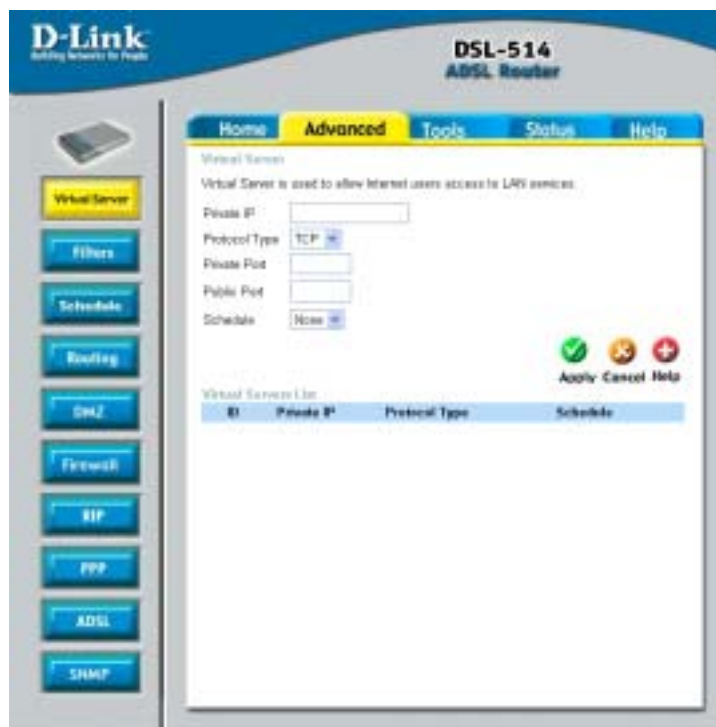 D-Link
Building Networks for People
DSL-514
ADSL Router
Home Advanced Tools Status Help
Virtual Server
Virtual Server is used to allow Internet users access to LAN services.
Private IP
Protocol Type TCP
Private Port
Public Port
Schedule None
Apply Cancel Help
Virtual Servers List
ID Private IP Protocol Type Schedule
Virtual Server
Filters
Schedule
Routing
DMZ
Firewall
RIP
PPP
ADSL
SNMP